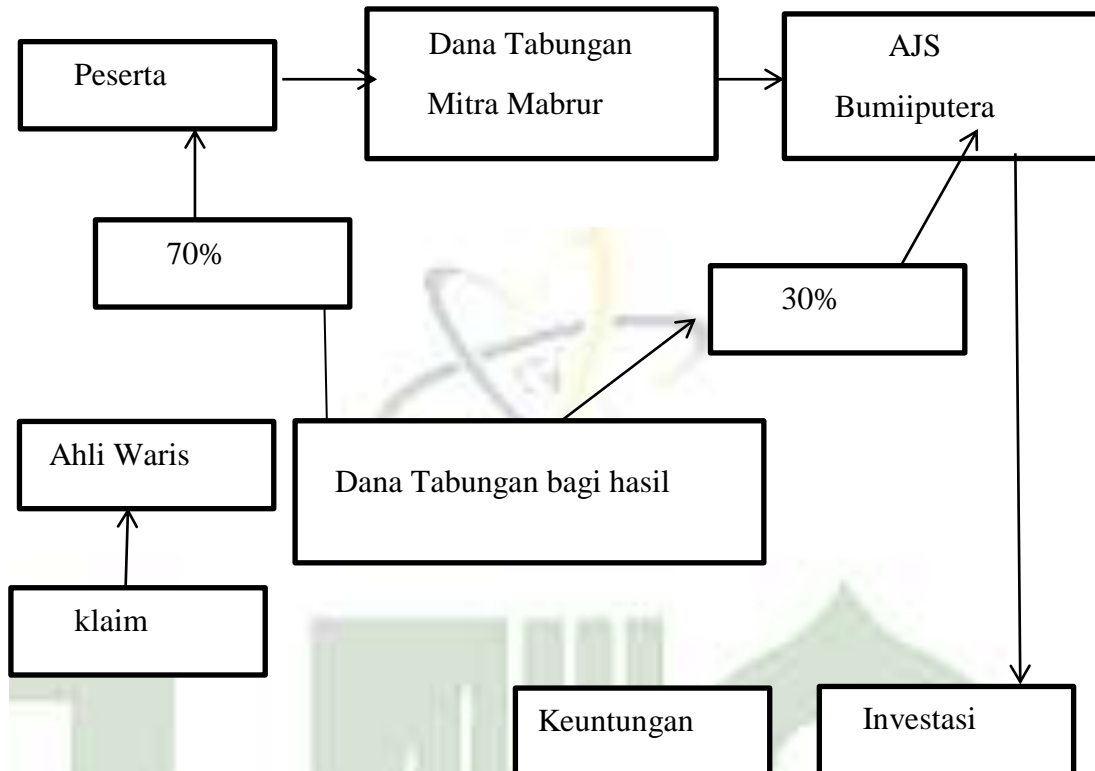 Peserta
Dana Tabungan
Mitra Mabrur
AJS
Bumiiputera
70%
30%
Ahli Waris
Dana Tabungan bagi hasil
klaim
Keuntungan
Investasi